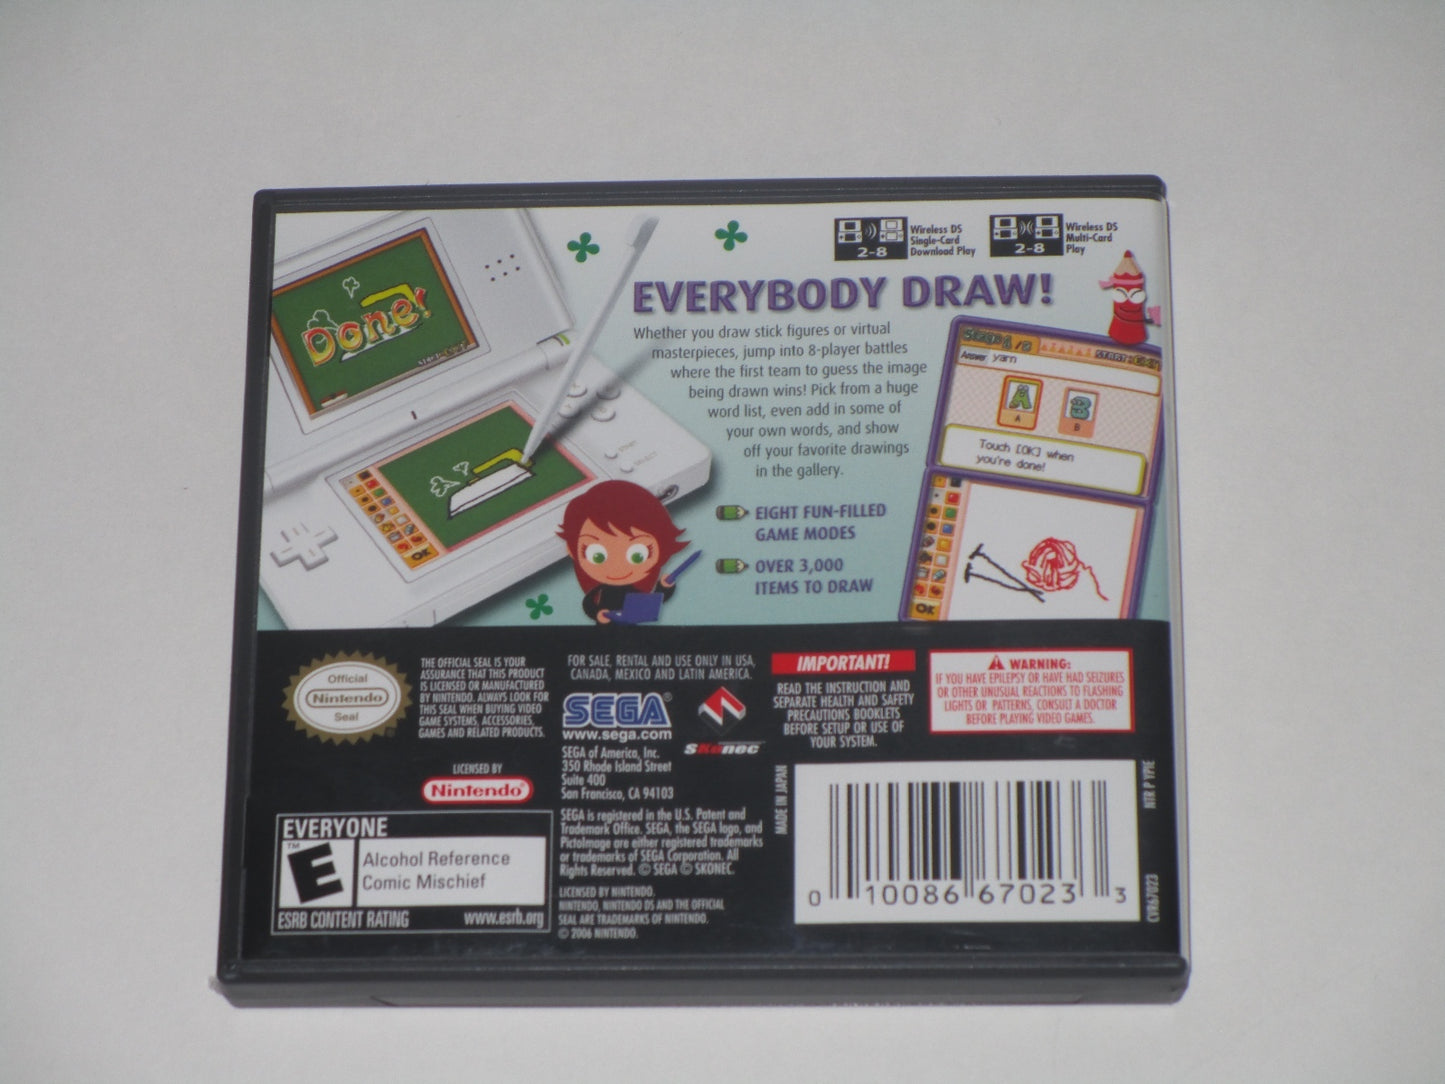 Wireless DS
Single-Card
Download Play
2-8
Wireless DS
Multi-Card
Play
2-8
EVERYBODY DRAW!
Whether you draw stick figures or virtual
masterpieces, jump into 8-player battles
where the first team to guess the image
being drawn wins! Pick from a huge
word list, even add in some of
your own words, and show
off your favorite drawings
in the gallery.
EIGHT FUN-FILLED
GAME MODES
OVER 3,000
ITEMS TO DRAW
Done!
START
SELECT
OK
Answer yarn
A
A
B
B
Touch [OK] when
you're done!
OK
Official
Nintendo
Seal
THE OFFICIAL SEAL IS YOUR
ASSURANCE THAT THIS PRODUCT
IS LICENSED OR MANUFACTURED
BY NINTENDO. ALWAYS LOOK FOR
THIS SEAL WHEN BUYING VIDEO
GAME SYSTEMS, ACCESSORIES,
GAMES AND RELATED PRODUCTS.
LICENSED BY
Nintendo®
EVERYONE
E
TM
Alcohol Reference
Comic Mischief
ESRB CONTENT RATING www.esrb.org
FOR SALE, RENTAL AND USE ONLY IN USA,
CANADA, MEXICO AND LATIN AMERICA.
SEGA®
www.sega.com
SKonec
SEGA of America, Inc.
350 Rhode Island Street
Suite 400
San Francisco, CA 94103
SEGA is registered in the U.S. Patent and
Trademark Office. SEGA, the SEGA logo, and
PictoImage are either registered trademarks
or trademarks of SEGA Corporation. All
Rights Reserved. © SEGA © SKONEC.
LICENSED BY NINTENDO.
NINTENDO, NINTENDO DS AND THE OFFICIAL
SEAL ARE TRADEMARKS OF NINTENDO.
© 2006 NINTENDO.
IMPORTANT!
READ THE INSTRUCTION AND
SEPARATE HEALTH AND SAFETY
PRECAUTIONS BOOKLETS
BEFORE SETUP OR USE OF
YOUR SYSTEM.
WARNING:
IF YOU HAVE EPILEPSY OR HAVE HAD SEIZURES
OR OTHER UNUSUAL REACTIONS TO FLASHING
LIGHTS OR PATTERNS, CONSULT A DOCTOR
BEFORE PLAYING VIDEO GAMES.
MADE IN JAPAN
0 10086 67023 3
NTR P YPIE
CVR67023